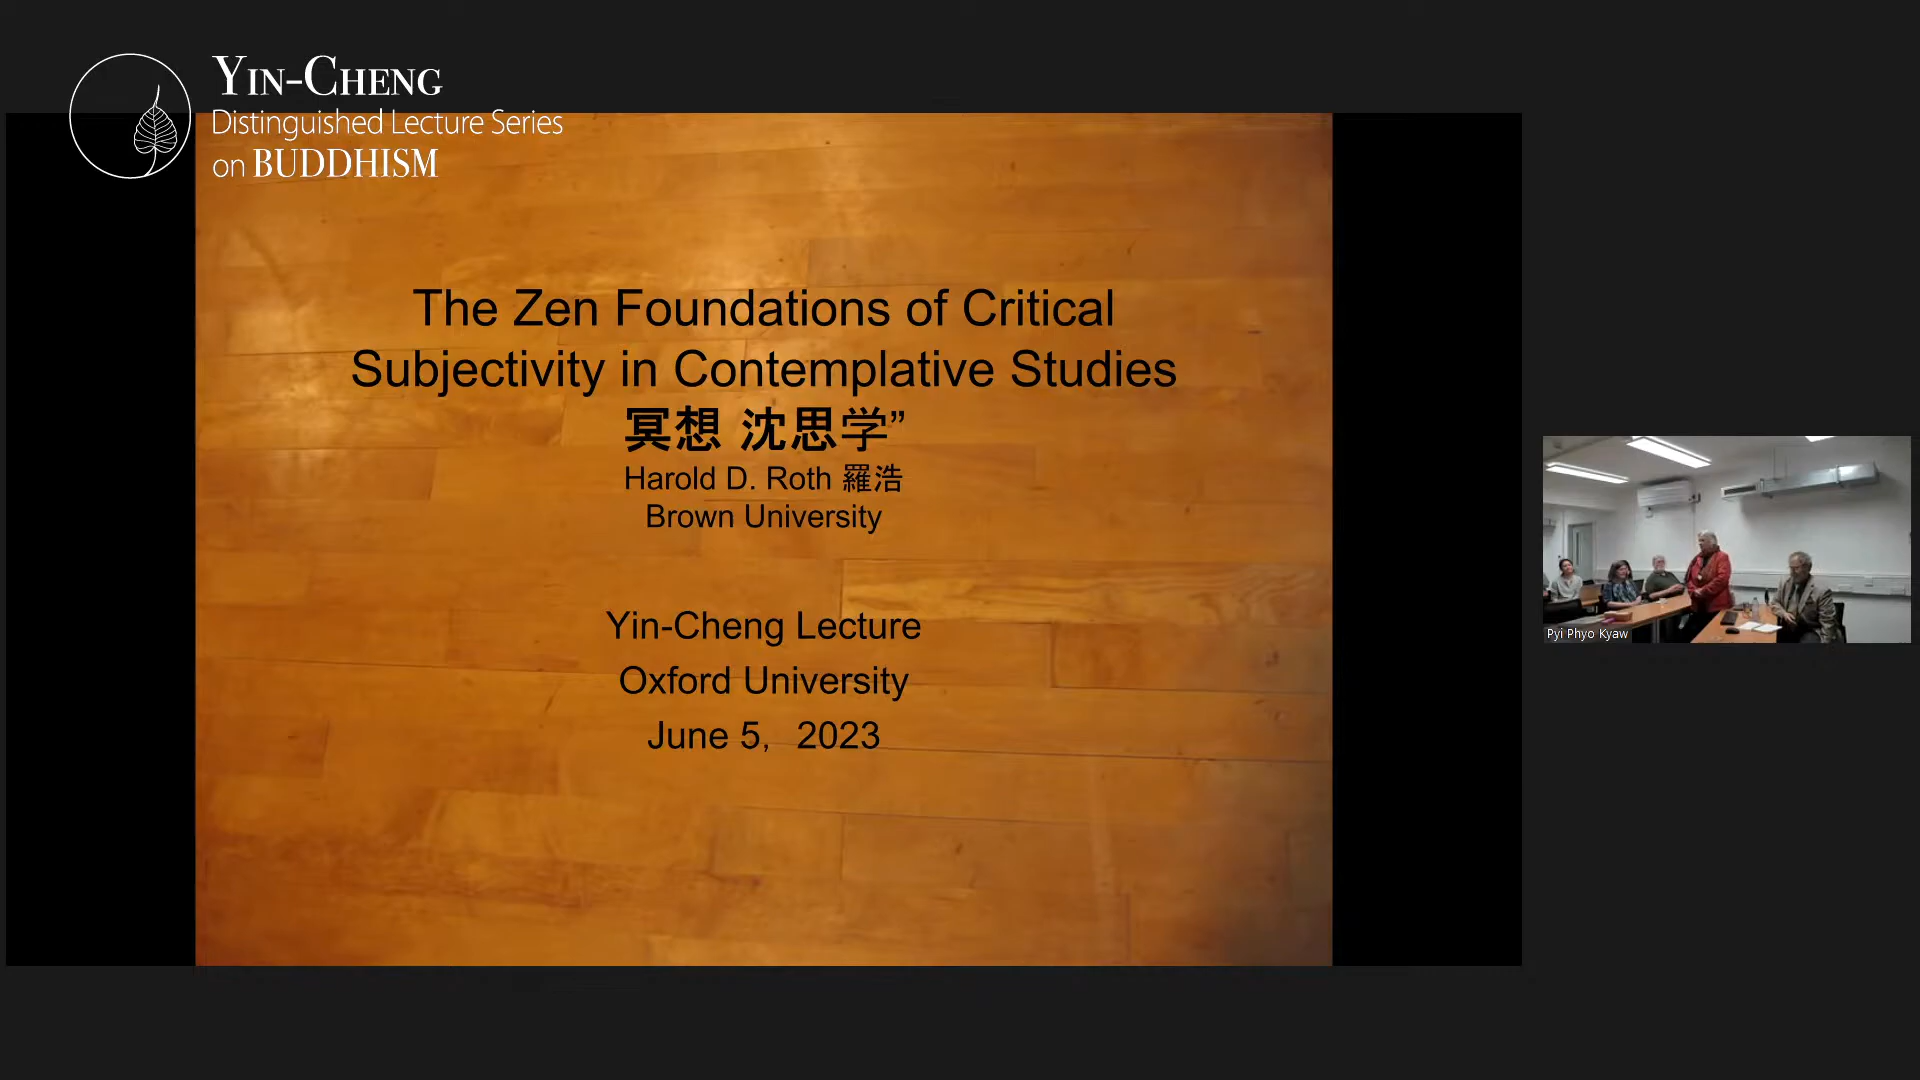 YIN-CHENG
Distinguished Lecture Series
on BUDDHISM
The Zen Foundations of Critical
Subjectivity in Contemplative Studies
冥想 沈思学”
Harold D. Roth 羅浩
Brown University
Yin-Cheng Lecture
Oxford University
June 5,  2023
Pyi Phyo Kyaw